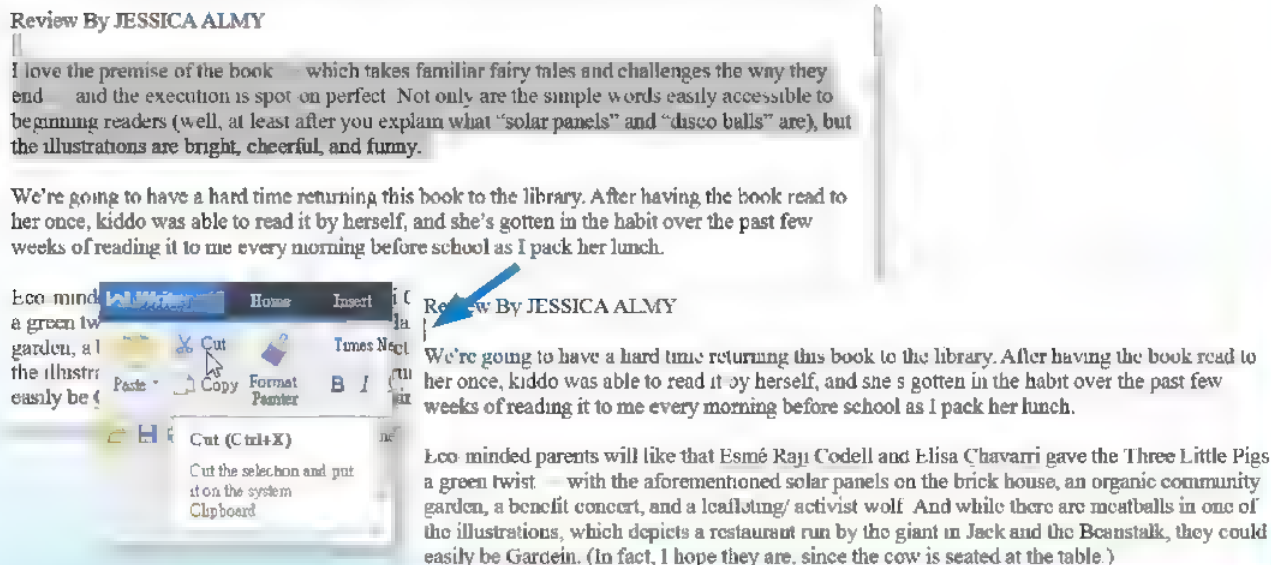 Review By JESSICA ALMY
I love the premise of the book — which takes familiar fairy tales and challenges the way they
end — and the execution is spot-on perfect. Not only are the simple words easily accessible to
beginning readers (well, at least after you explain what “solar panels” and “disco balls” are), but
the illustrations are bright, cheerful, and funny.
We’re going to have a hard time returning this book to the library. After having the book read to
her once, kiddo was able to read it by herself, and she’s gotten in the habit over the past few
weeks of reading it to me every morning before school as I pack her lunch.
Eco-mind
a green tw
garden, a
the illustr
easily be
Home Insert
Cut
Times Ne
Paste Copy Format
Painter
B I
Cut (Ctrl+X)
Cut the selection and put
it on the system
Clipboard
Review By JESSICA ALMY
We’re going to have a hard time returning this book to the library. After having the book read to
her once, kiddo was able to read it by herself, and she’s gotten in the habit over the past few
weeks of reading it to me every morning before school as I pack her lunch.
Eco-minded parents will like that Esmé Raji Codell and Elisa Chavarri gave the Three Little Pigs
a green twist — with the aforementioned solar panels on the brick house, an organic community
garden, a benefit concert, and a leafleting/ activist wolf. And while there are meatballs in one of
the illustrations, which depicts a restaurant run by the giant in Jack and the Beanstalk, they could
easily be Gardein. (In fact, I hope they are, since the cow is seated at the table.)